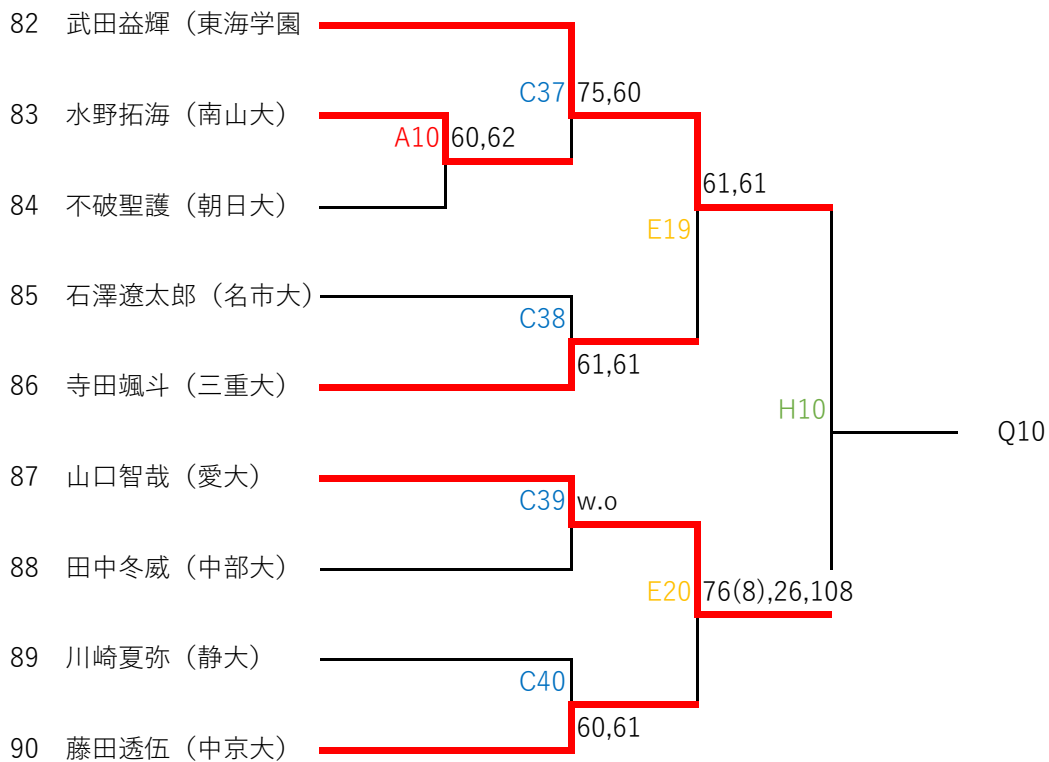 82 武田益輝（東海学園
C37 75,60
83 水野拓海（南山大）
A10 60,62
61,61
84 不破聖護（朝日大）
E19
85 石澤遼太郎（名市大）
C38
61,61
86 寺田颯斗（三重大）
H10
Q10
87 山口智哉（愛大）
C39 w.o
88 田中冬威（中部大）
E20 76(8),26,108
89 川崎夏弥（静大）
C40
60,61
90 藤田透伍（中京大）